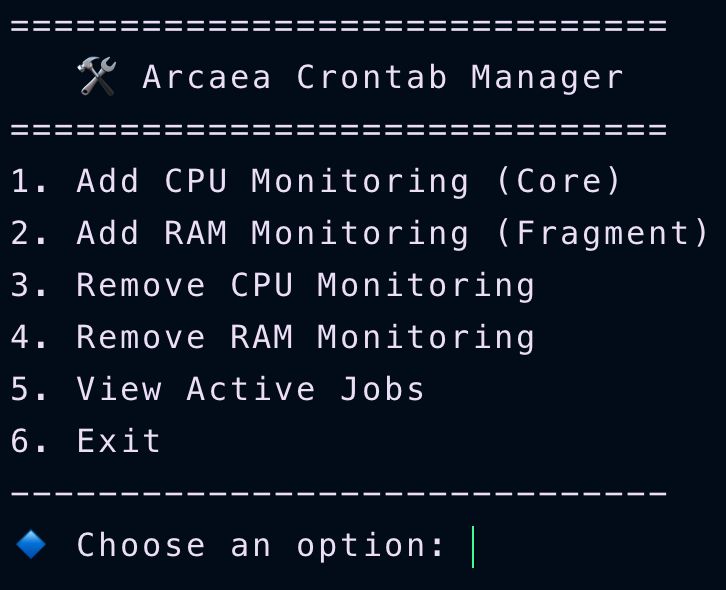 ==============================
🛠 Arcaea Crontab Manager
==============================
1. Add CPU Monitoring (Core)
2. Add RAM Monitoring (Fragment)
3. Remove CPU Monitoring
4. Remove RAM Monitoring
5. View Active Jobs
6. Exit
------------------------------
🔹 Choose an option: